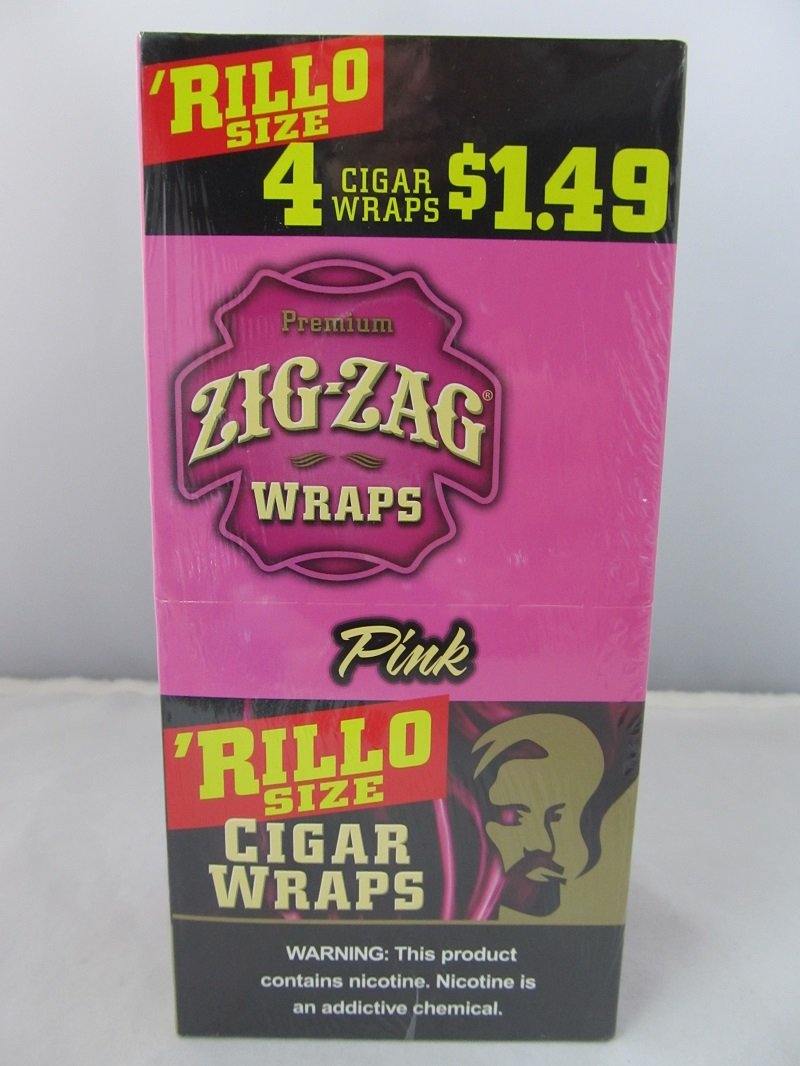 'RILLO
SIZE
4 CIGAR WRAPS $1.49
Premium
ZIG-ZAG®
WRAPS
Pink
'RILLO
SIZE
CIGAR
WRAPS
WARNING: This product
contains nicotine. Nicotine is
an addictive chemical.